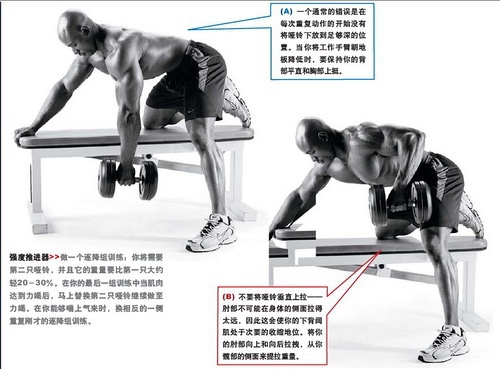 (A) 一个通常的错误是在
每次重复动作的开始没有
将哑铃下放到足够深的
位置。当你将工作手臂朝地
板降低时，要保持你的背
部平直和胸部上挺。
强度推进器>>做一个逐降组训练：你将需要
第二只哑铃，并且它的重量要比第一只大约
轻20-30%。在你的最后一组训练中当肌肉
达到力竭后，马上替换第二只哑铃继续做至
力竭。在你能够喘上气来时，换相反的一侧
重复刚才的逐降组训练。
(B) 不要将哑铃垂直上拉——
肘部不可能在身体的侧面拉得
太远，因此这会使你的下背阔
肌处于次要的收缩地位。将你
的肘部向上和向后拉拽，从你
髋部的侧面来提拉重量。